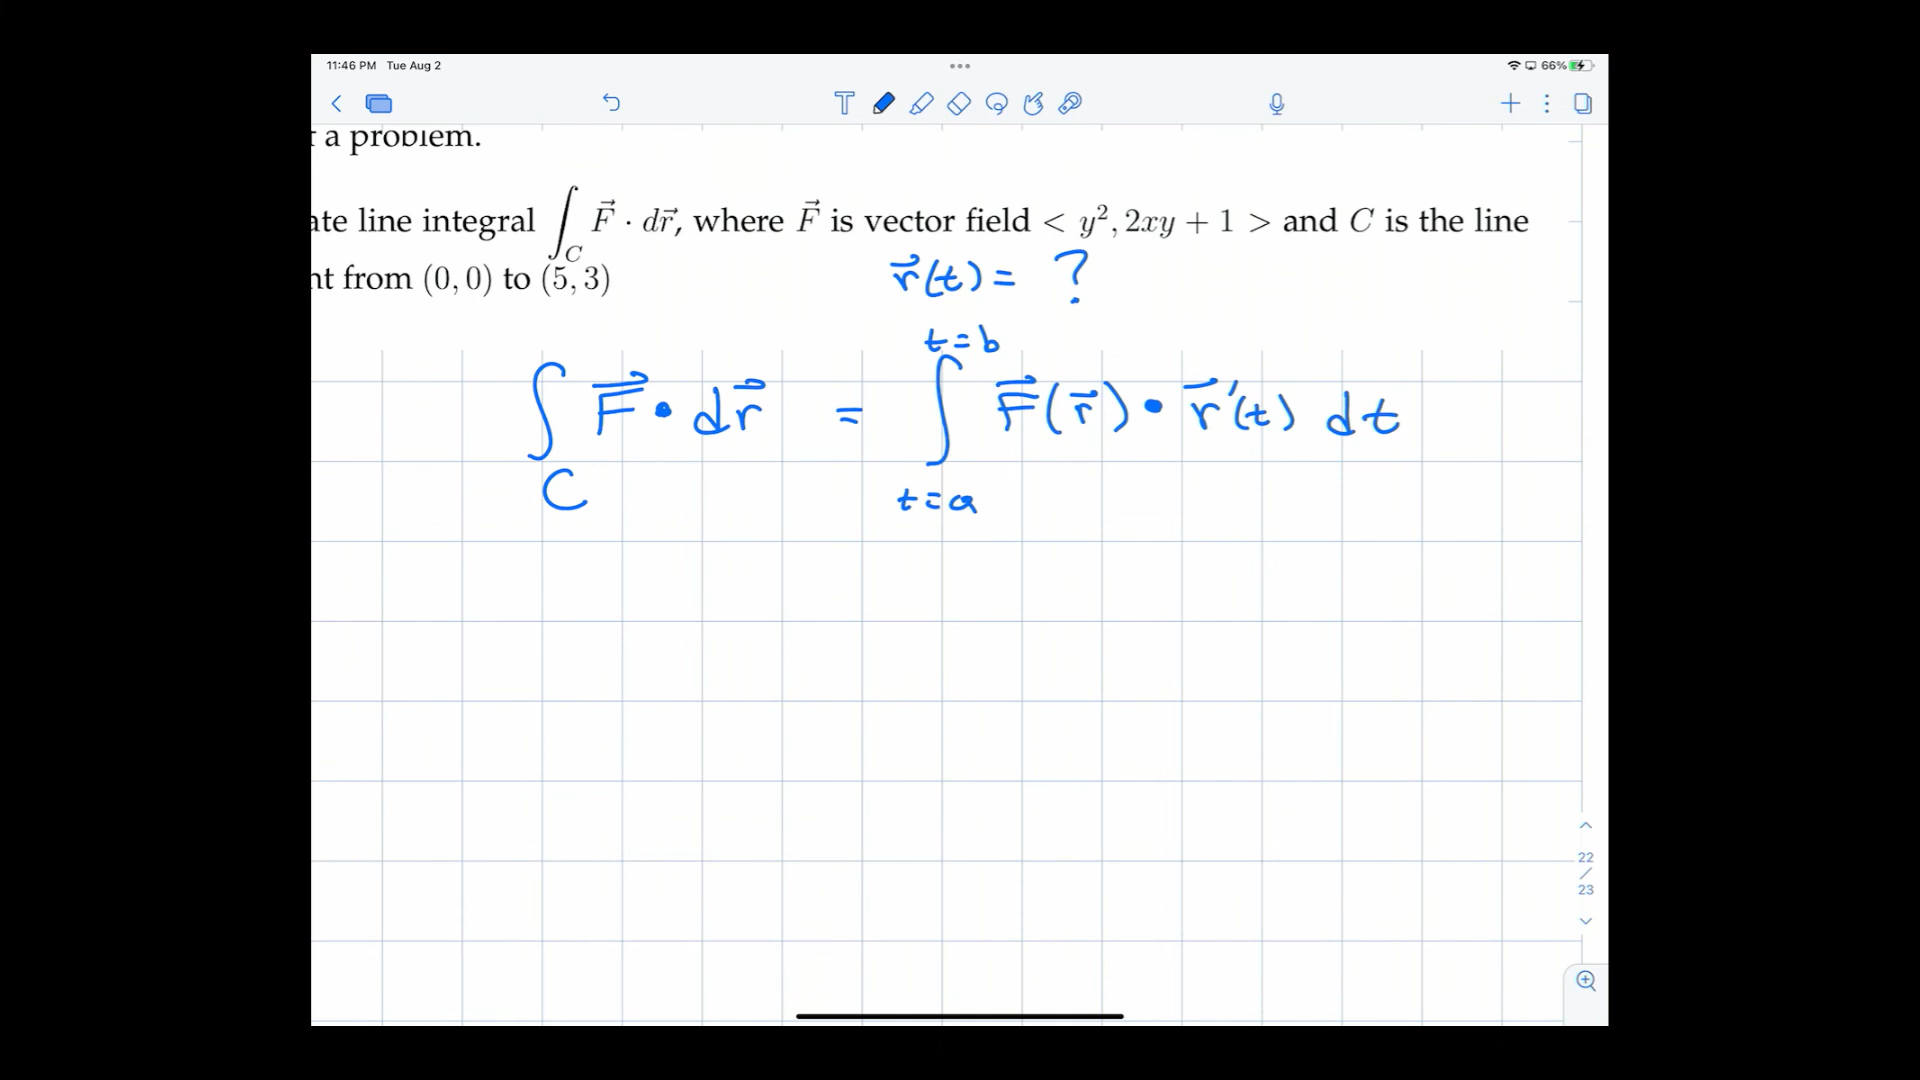 11:46 PM Tue Aug 2
66%
a problem.
ate line integral ∫_C F⃗ · dr⃗, where F⃗ is vector field < y², 2xy + 1 > and C is the line
nt from (0, 0) to (5, 3)
r⃗(t) = ?
∫_C F⃗ • dr⃗ = ∫_{t=a}^{t=b} F⃗(r⃗) • r⃗'(t) dt
22
/
23